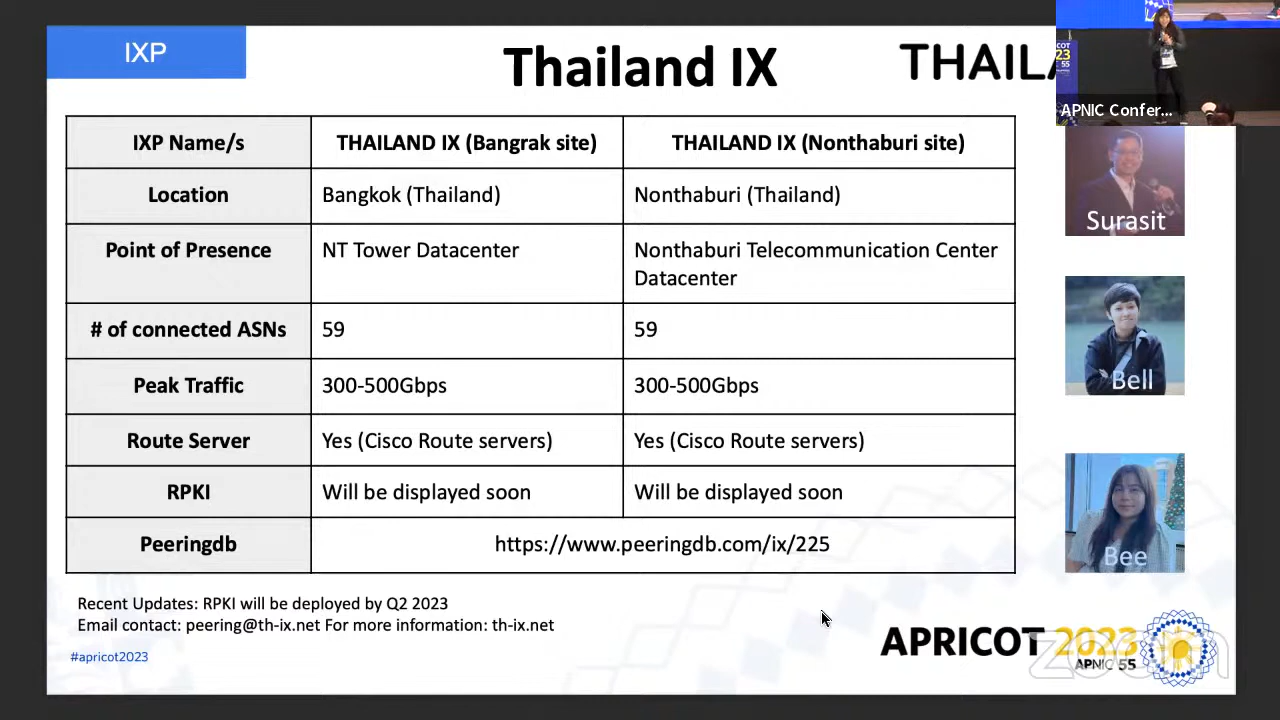 IXP
Thailand IX
THAILA
APNIC Confer...
IXP Name/s
THAILAND IX (Bangrak site)
THAILAND IX (Nonthaburi site)
Location
Bangkok (Thailand)
Nonthaburi (Thailand)
Point of Presence
NT Tower Datacenter
Nonthaburi Telecommunication Center
Datacenter
# of connected ASNs
59
59
Peak Traffic
300-500Gbps
300-500Gbps
Route Server
Yes (Cisco Route servers)
Yes (Cisco Route servers)
RPKI
Will be displayed soon
Will be displayed soon
Peeringdb
https://www.peeringdb.com/ix/225
Surasit
Bell
Bee
Recent Updates: RPKI will be deployed by Q2 2023
Email contact: peering@th-ix.net For more information: th-ix.net
#apricot2023
APRICOT 2023
APNIC 55
zoom